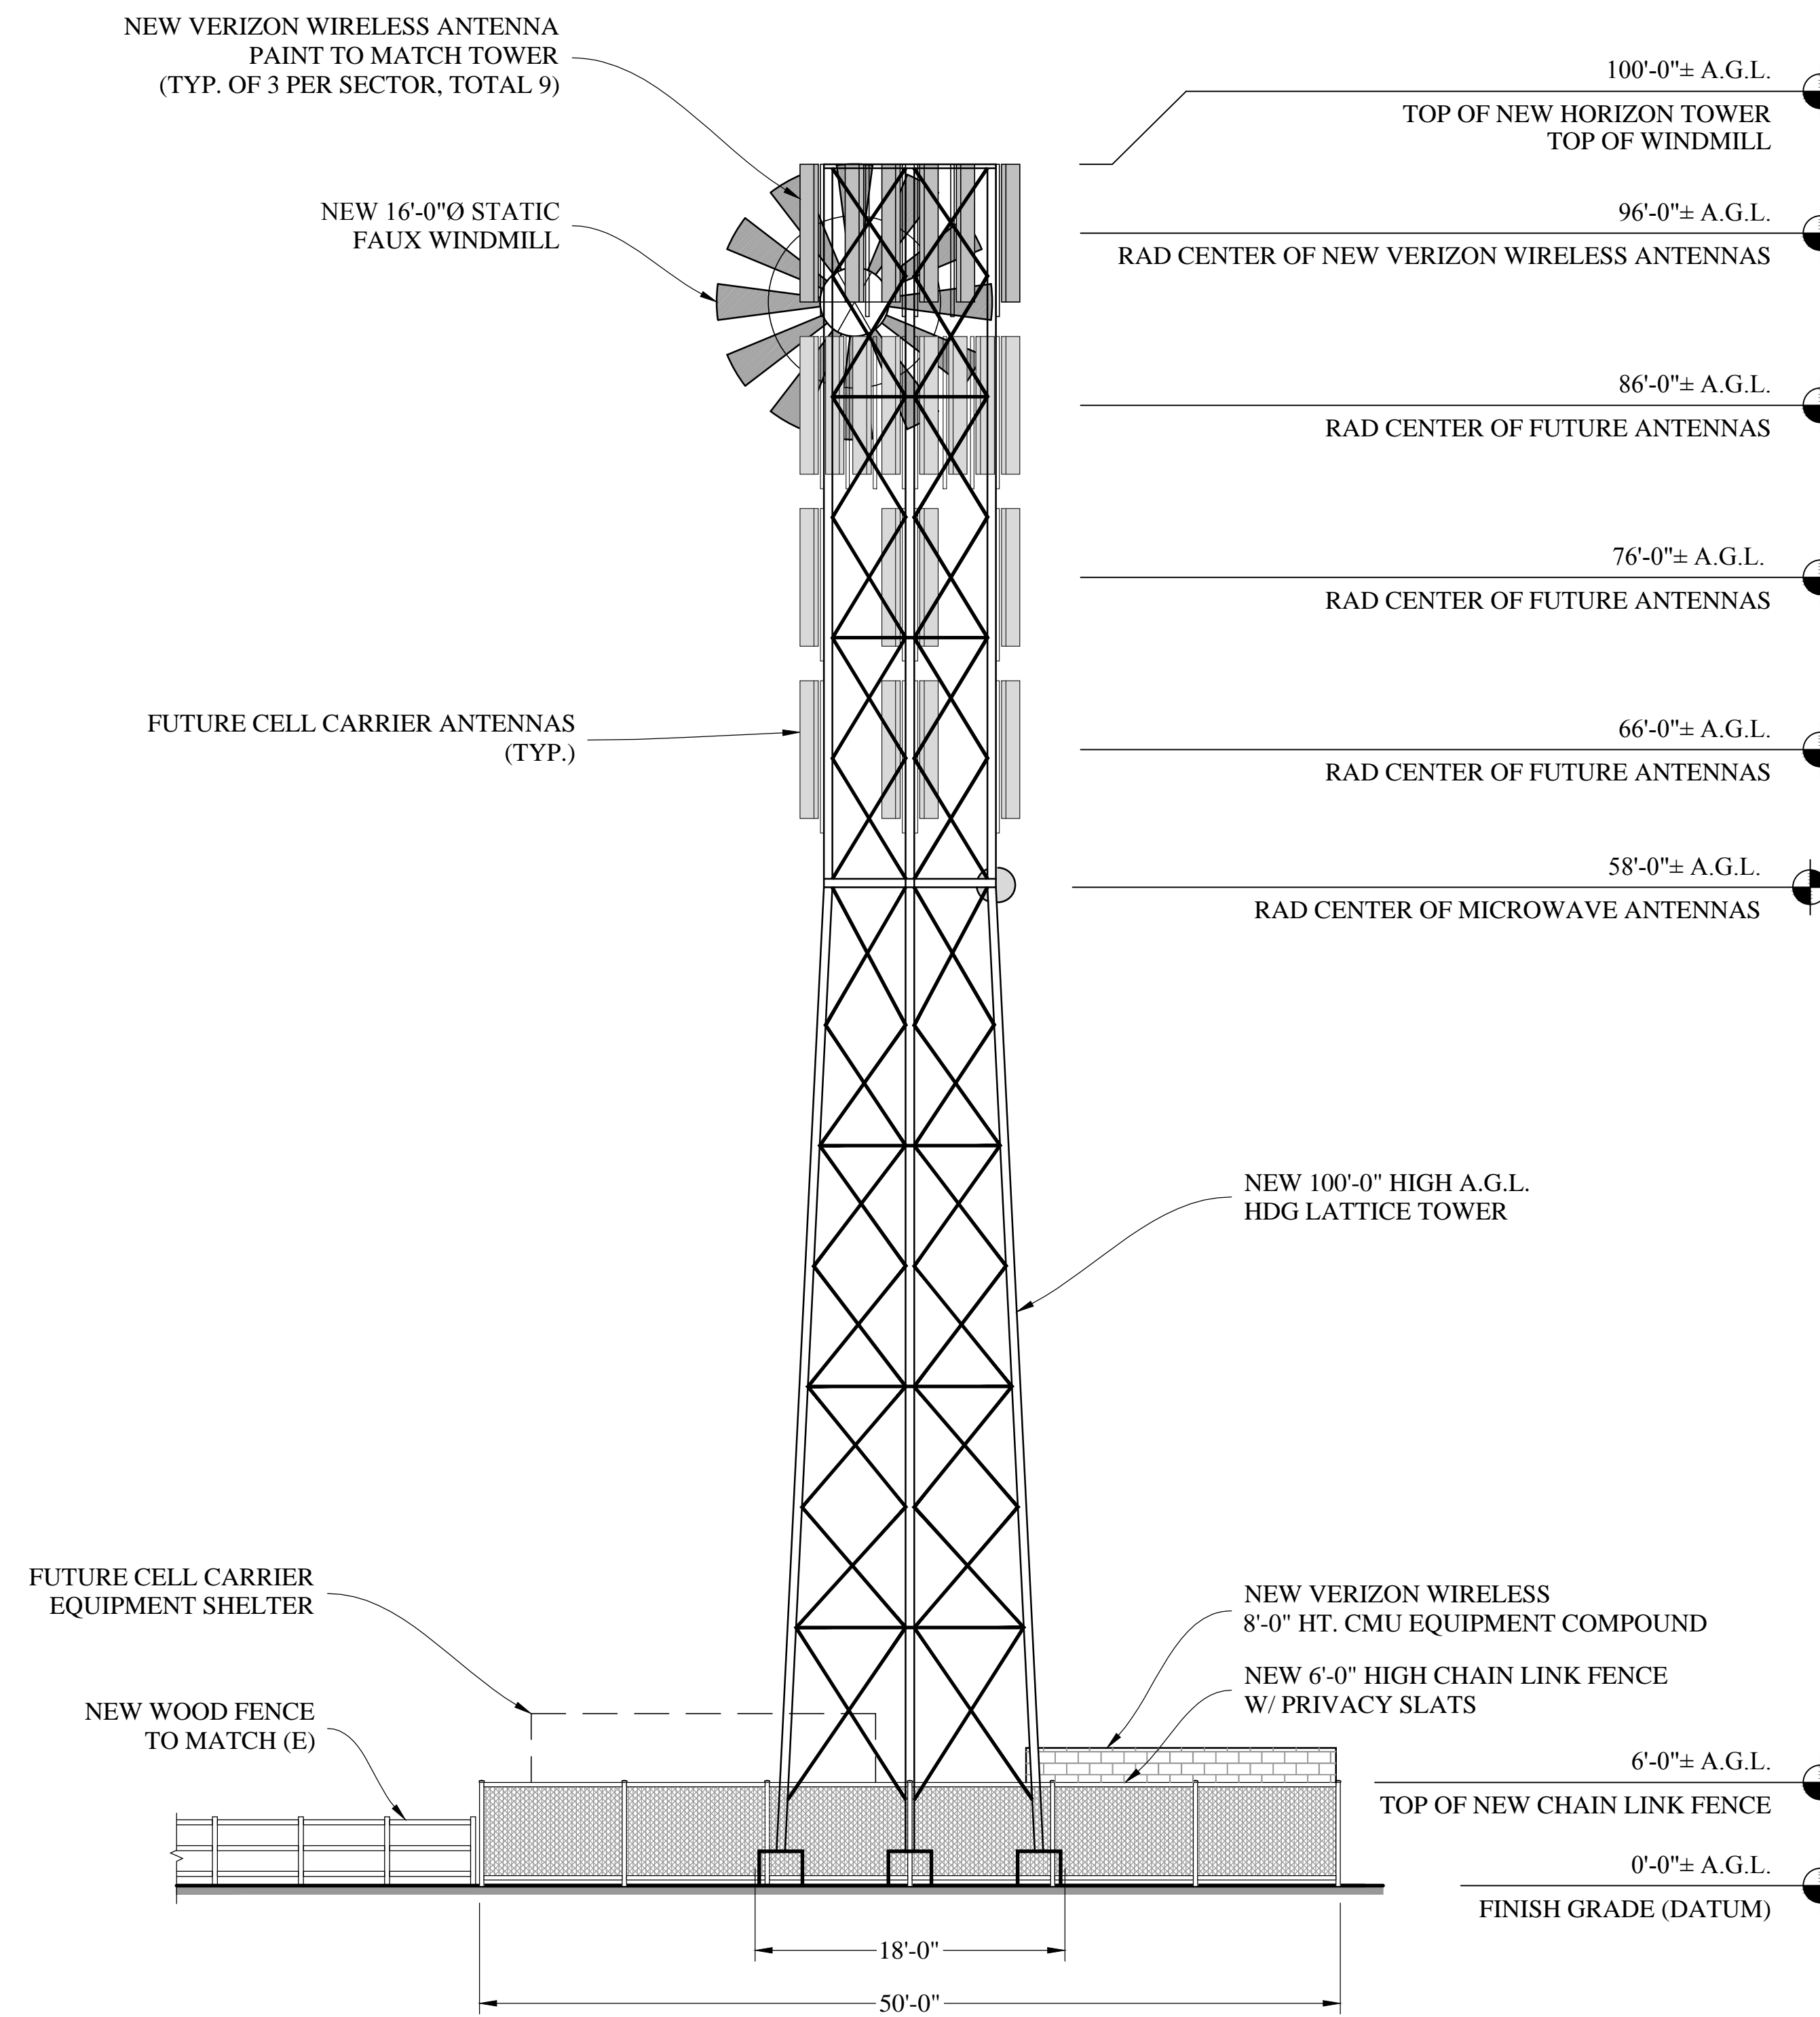 NEW VERIZON WIRELESS ANTENNA
PAINT TO MATCH TOWER
(TYP. OF 3 PER SECTOR, TOTAL 9)
100'-0"± A.G.L.
TOP OF NEW HORIZON TOWER
TOP OF WINDMILL
NEW 16'-0"Ø STATIC
FAUX WINDMILL
96'-0"± A.G.L.
RAD CENTER OF NEW VERIZON WIRELESS ANTENNAS
86'-0"± A.G.L.
RAD CENTER OF FUTURE ANTENNAS
76'-0"± A.G.L.
RAD CENTER OF FUTURE ANTENNAS
FUTURE CELL CARRIER ANTENNAS
(TYP.)
66'-0"± A.G.L.
RAD CENTER OF FUTURE ANTENNAS
58'-0"± A.G.L.
RAD CENTER OF MICROWAVE ANTENNAS
NEW 100'-0" HIGH A.G.L.
HDG LATTICE TOWER
FUTURE CELL CARRIER
EQUIPMENT SHELTER
NEW VERIZON WIRELESS
8'-0" HT. CMU EQUIPMENT COMPOUND
NEW 6'-0" HIGH CHAIN LINK FENCE
W/ PRIVACY SLATS
NEW WOOD FENCE
TO MATCH (E)
6'-0"± A.G.L.
TOP OF NEW CHAIN LINK FENCE
0'-0"± A.G.L.
FINISH GRADE (DATUM)
18'-0"
50'-0"